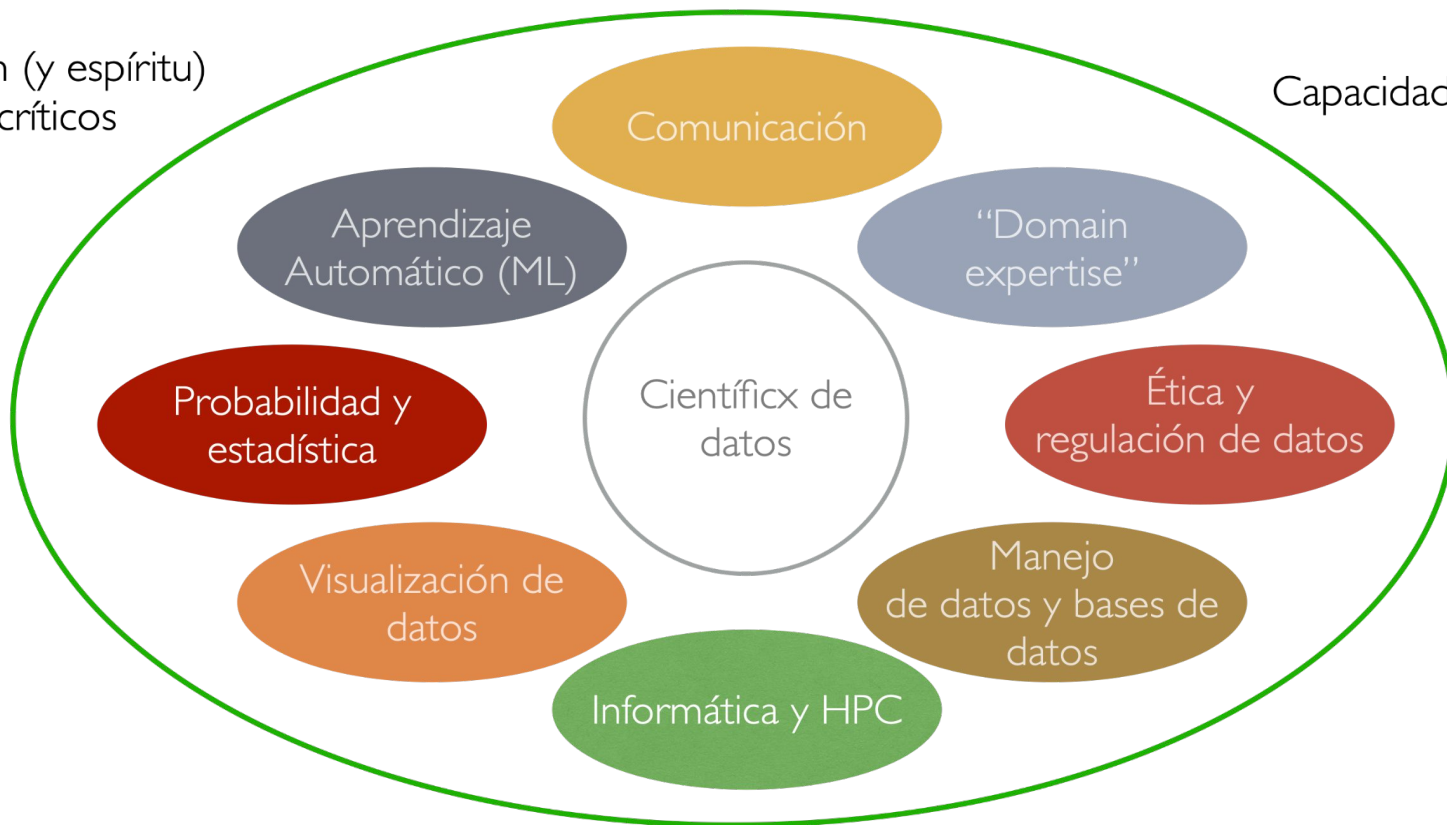 (y espíritu)
críticos
Capacidad
Comunicación
Aprendizaje
Automático (ML)
“Domain
expertise”
Probabilidad y
estadística
Científicx de
datos
Ética y
regulación de datos
Visualización de
datos
Manejo
de datos y bases de
datos
Informática y HPC